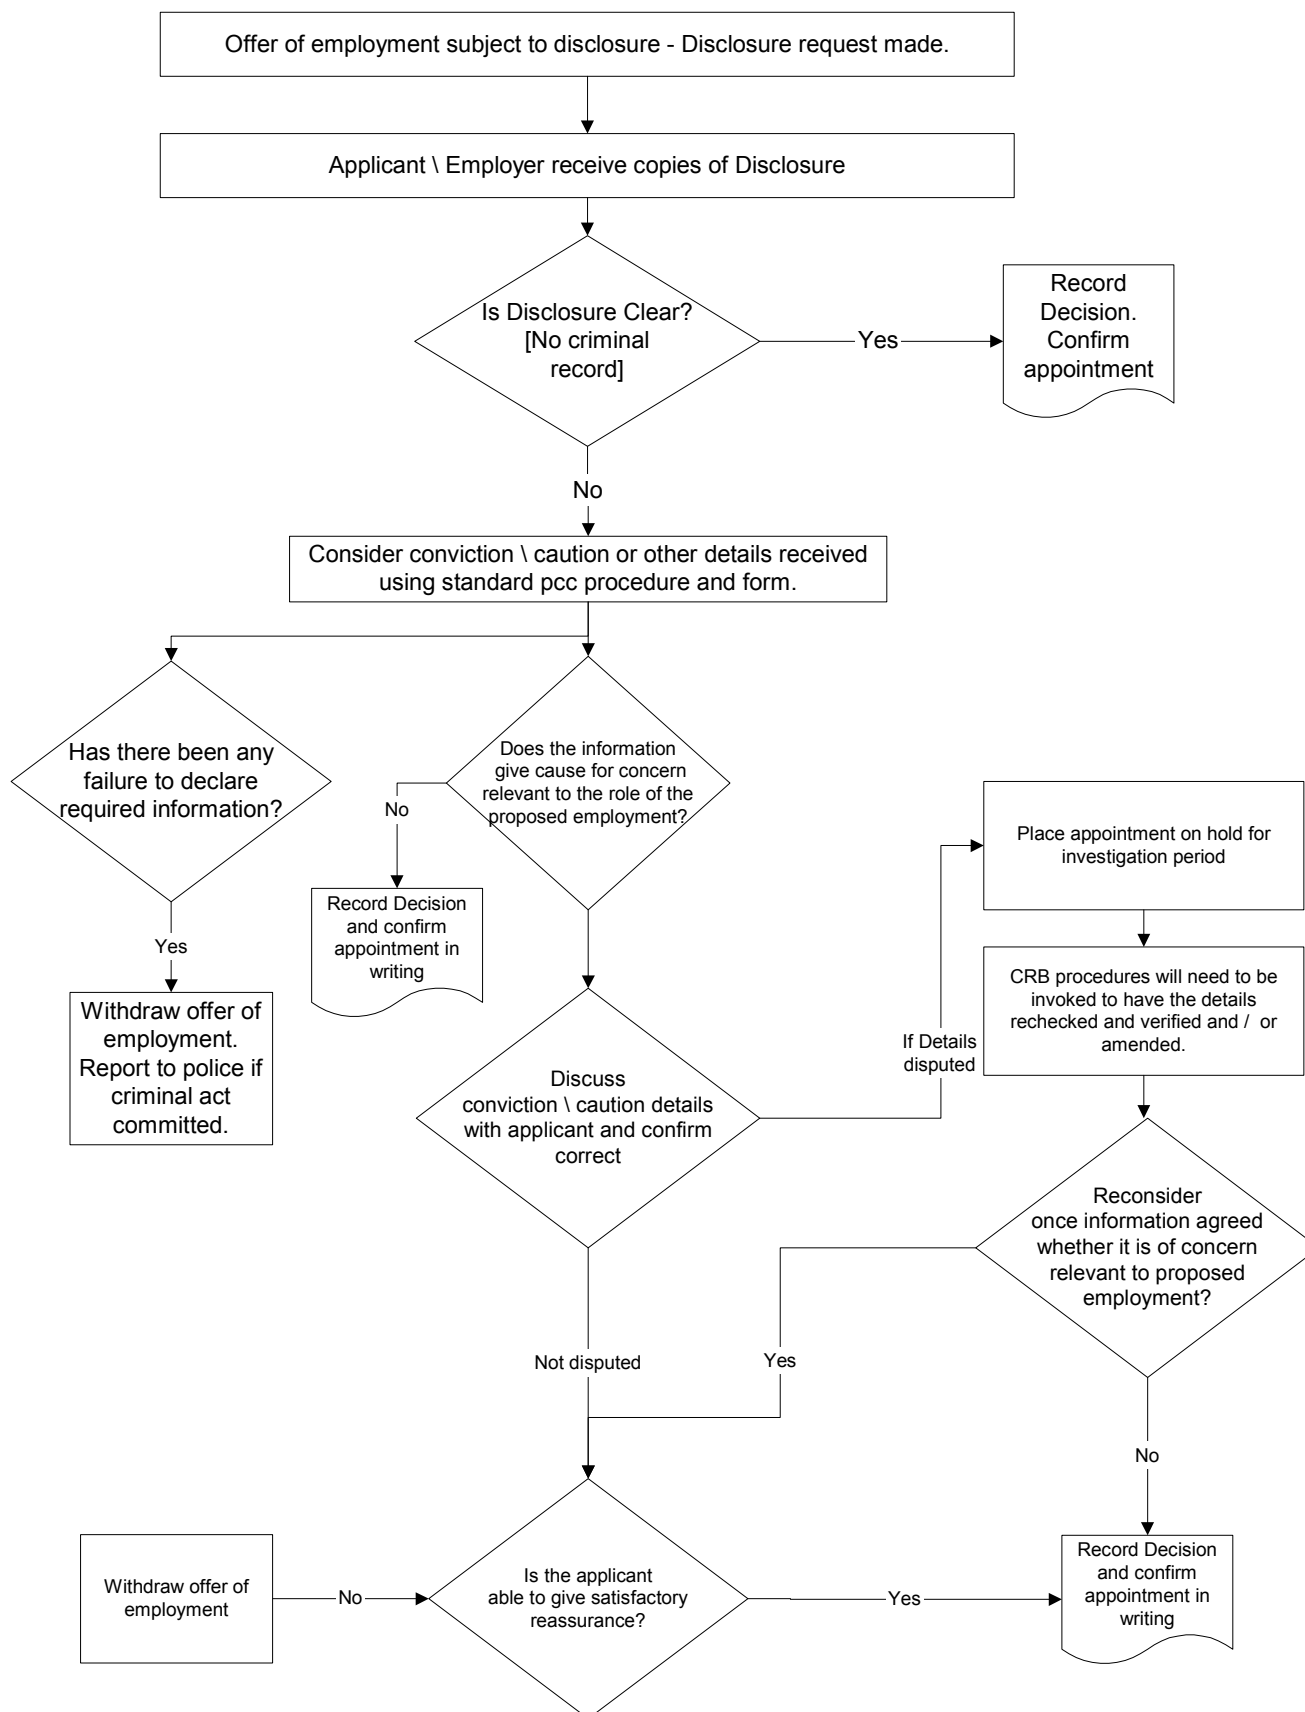 Offer of employment subject to disclosure - Disclosure request made.
Applicant \ Employer receive copies of Disclosure
Is Disclosure Clear?
[No criminal
record]
Yes
Record
Decision.
Confirm
appointment
No
Consider conviction \ caution or other details received
using standard pcc procedure and form.
Has there been any
failure to declare
required information?
Does the information
give cause for concern
relevant to the role of the
proposed employment?
No
Record Decision
and confirm
appointment in
writing
Yes
Withdraw offer of
employment.
Report to police if
criminal act
committed.
Place appointment on hold for
investigation period
CRB procedures will need to be
invoked to have the details
rechecked and verified and /  or
amended.
If Details
disputed
Discuss
conviction \ caution details
with applicant and confirm
correct
Reconsider
once information agreed
whether it is of concern
relevant to proposed
employment?
Not disputed
Yes
No
Withdraw offer of
employment
No
Is the applicant
able to give satisfactory
reassurance?
Yes
Record Decision
and confirm
appointment in
writing